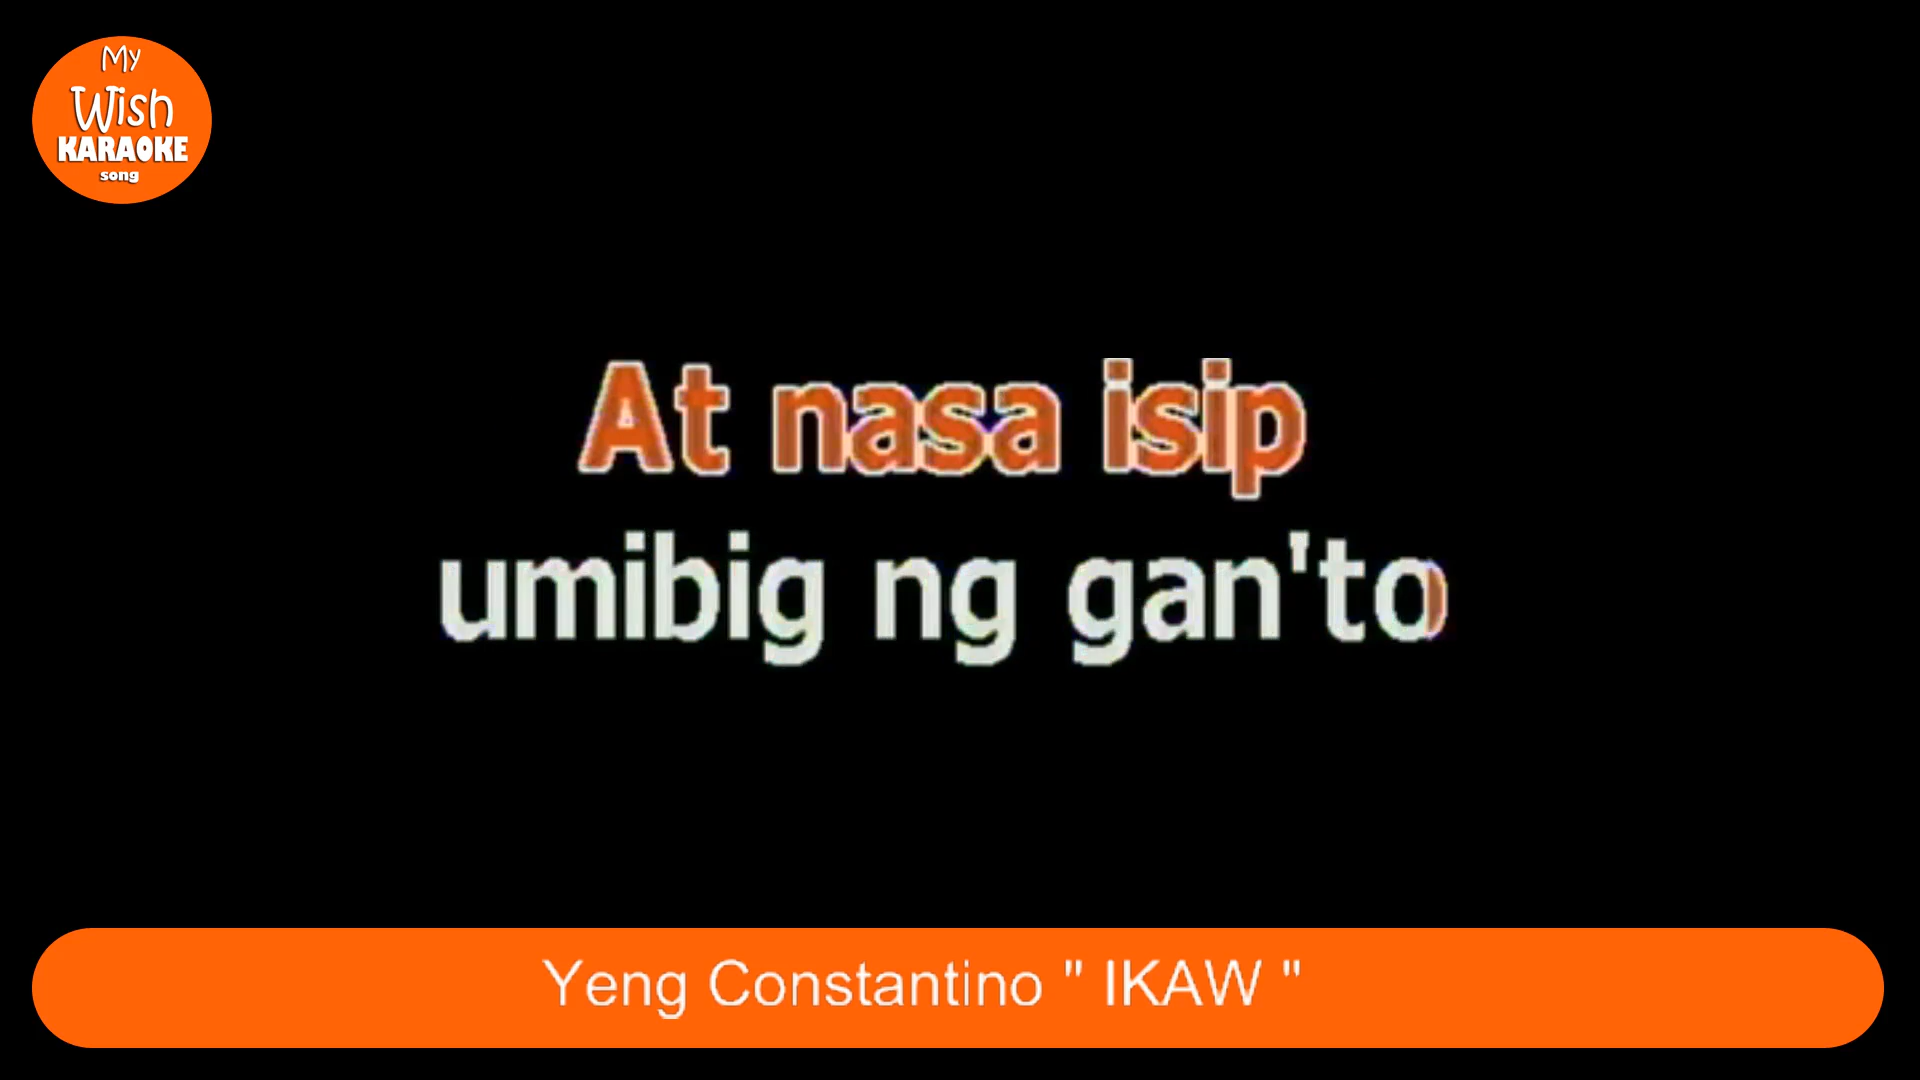 My
Wish
KARAOKE
song
At nasa isip
umibig ng gan'to
Yeng Constantino " IKAW "